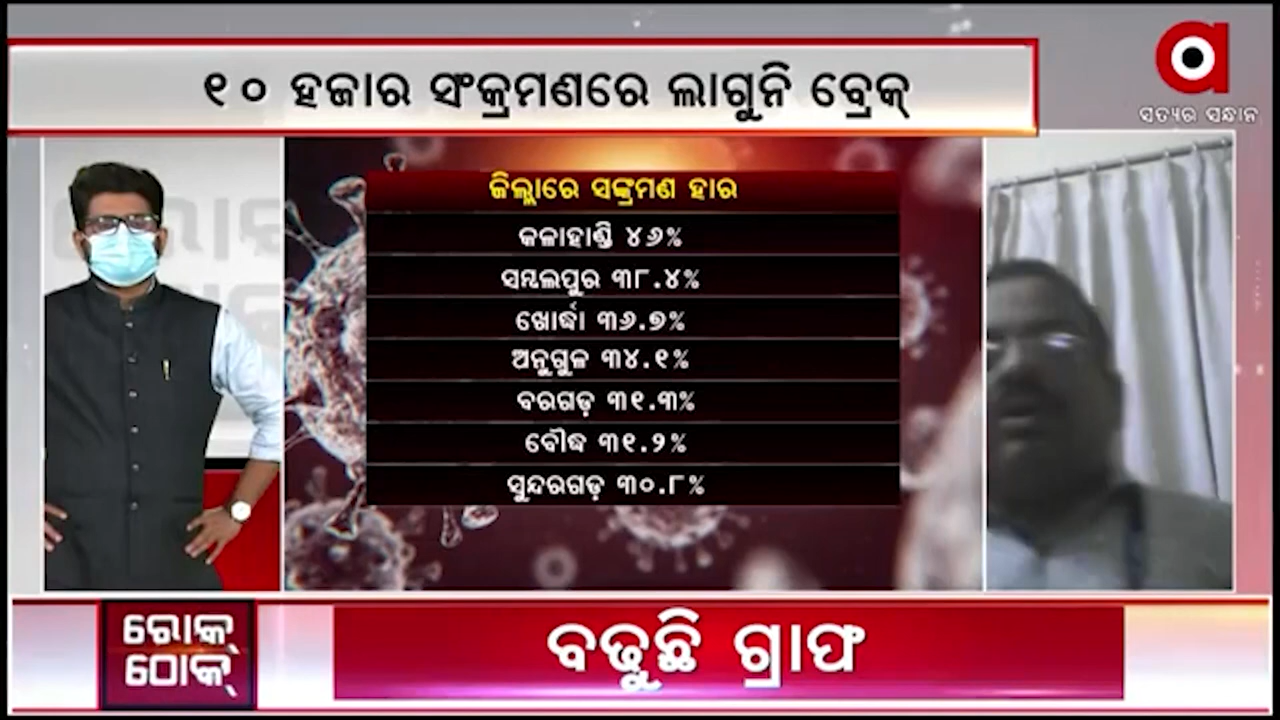 ୧୦ ହଜାର ସଂକ୍ରମଣରେ ଲାଗୁନି ବ୍ରେକ୍
ସତ୍ୟର ସନ୍ଧାନ
ଜିଲ୍ଲାରେ ସଙ୍କ୍ରମଣ ହାର
କଳାହାଣ୍ଡି ୪୬%
ସମ୍ବଲପୁର ୩୮.୪%
ଖୋର୍ଦ୍ଧା ୩୬.୭%
ଅନୁଗୁଳ ୩୪.୧%
ବରଗଡ଼ ୩୧.୩%
ବୌଦ୍ଧ ୩୧.୨%
ସୁନ୍ଦରଗଡ଼ ୩୦.୮%
ରୋକ୍
ଠୋକ୍
ବଢୁଛି ଗ୍ରାଫ